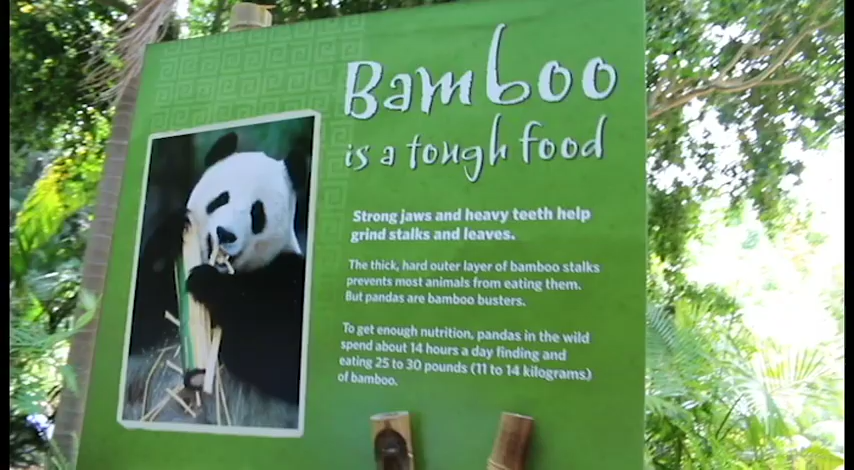 Bamboo
is a tough food
Strong jaws and heavy teeth help
grind stalks and leaves.
The thick, hard outer layer of bamboo stalks
prevents most animals from eating them.
But pandas are bamboo busters.
To get enough nutrition, pandas in the wild
spend about 14 hours a day finding and
eating 25 to 30 pounds (11 to 14 kilograms)
of bamboo.